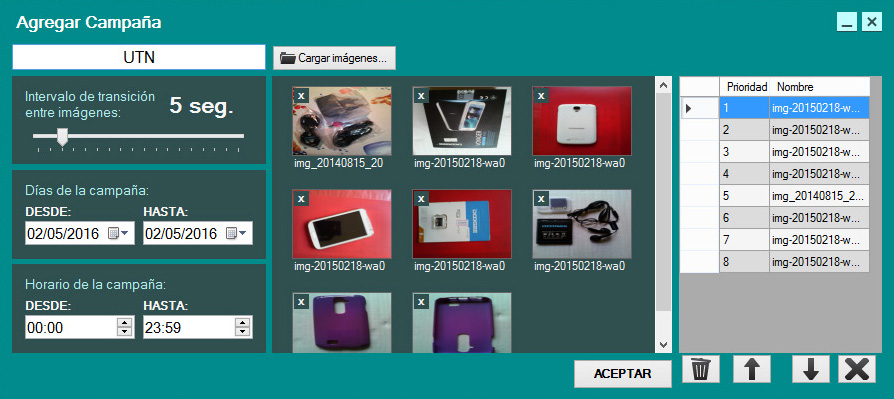 Agregar Campaña
UTN
Cargar imágenes...
Intervalo de transición
entre imágenes:
5 seg.
Días de la campaña:
DESDE:
HASTA:
02/05/2016
02/05/2016
Horario de la campaña:
DESDE:
HASTA:
00:00
23:59
x
x
x
img_20140815_20
img-20150218-wa0
img-20150218-wa0
x
x
x
img-20150218-wa0
img-20150218-wa0
img-20150218-wa0
x
x
Prioridad Nombre
1 img-20150218-w...
2 img-20150218-w...
3 img-20150218-w...
4 img-20150218-w...
5 img_20140815_2...
6 img-20150218-w...
7 img-20150218-w...
8 img-20150218-w...
ACEPTAR